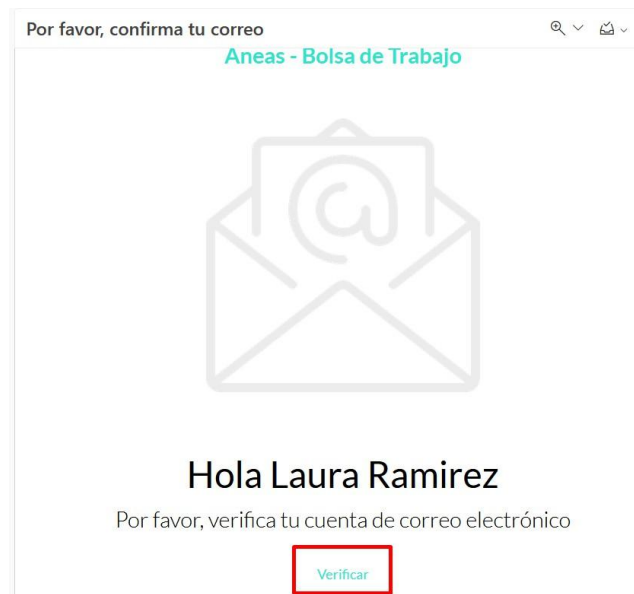 Por favor, confirma tu correo
Aneas - Bolsa de Trabajo
Hola Laura Ramirez
Por favor, verifica tu cuenta de correo electrónico
Verificar